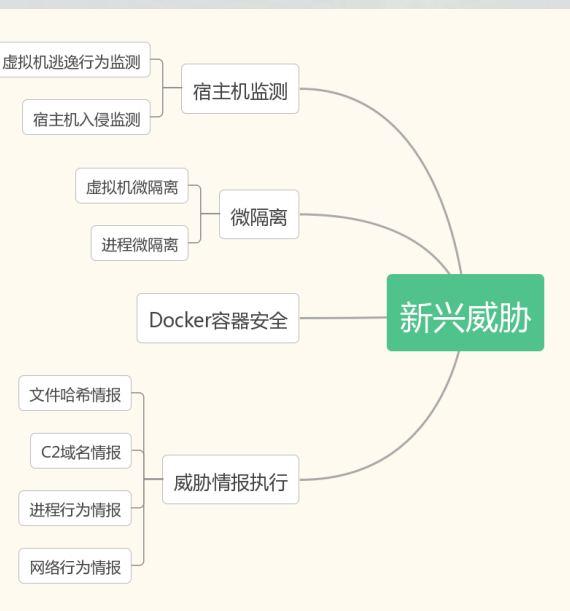 虚拟机逃逸行为监测
宿主机监测
宿主机入侵监测
虚拟机微隔离
微隔离
进程微隔离
新兴威胁
Docker容器安全
文件哈希情报
C2域名情报
威胁情报执行
进程行为情报
网络行为情报